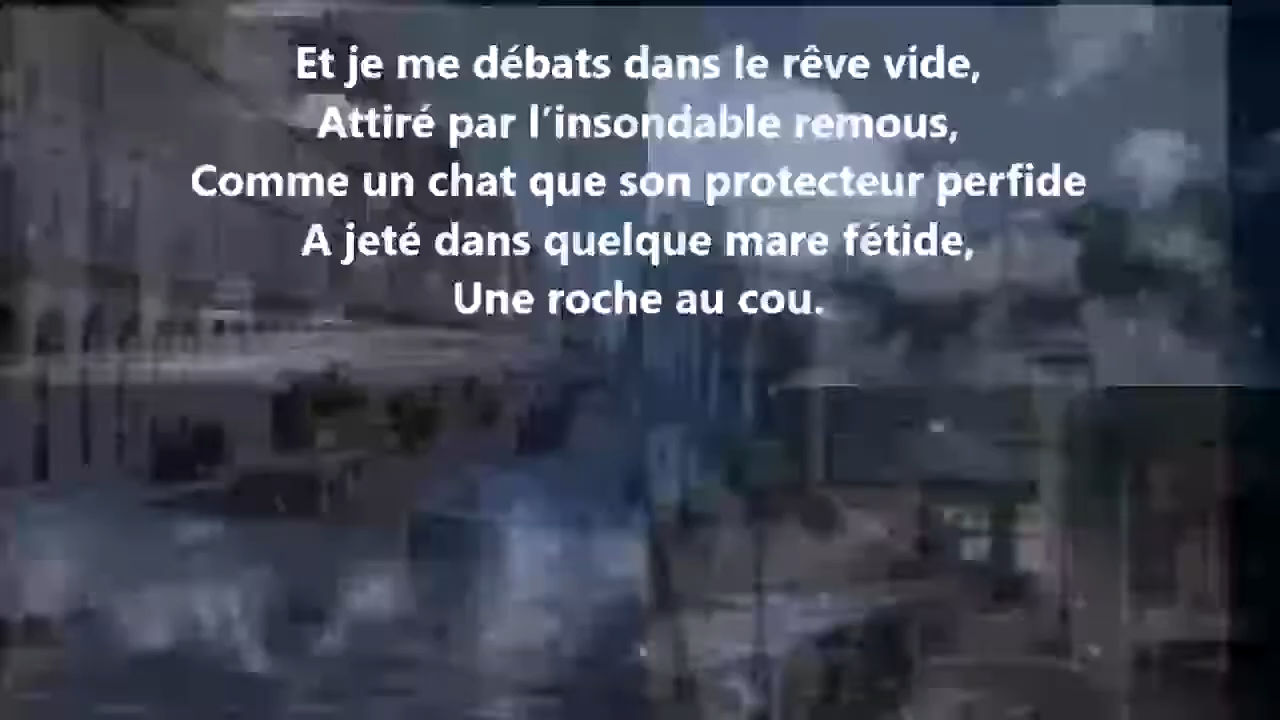 Et je me débats dans le rêve vide,
Attiré par l’insondable remous,
Comme un chat que son protecteur perfide
A jeté dans quelque mare fétide,
Une roche au cou.